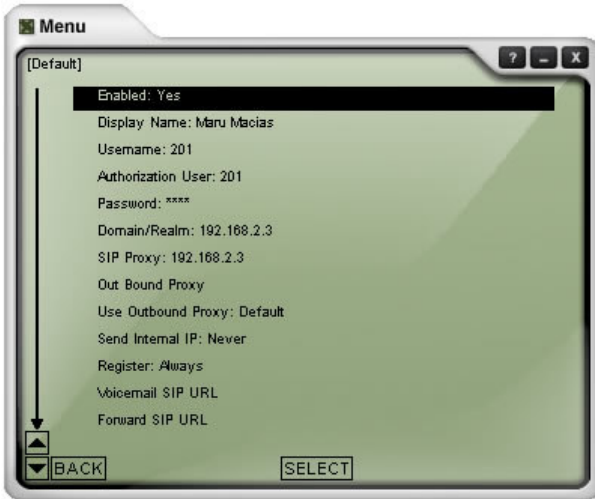 Menu
[Default]
? - X
Enabled: Yes
Display Name: Maru Macias
Username: 201
Authorization User: 201
Password: ****
Domain/Realm: 192.168.2.3
SIP Proxy: 192.168.2.3
Out Bound Proxy
Use Outbound Proxy: Default
Send Internal IP: Never
Register: Always
Voicemail SIP URL
Forward SIP URL
BACK
SELECT